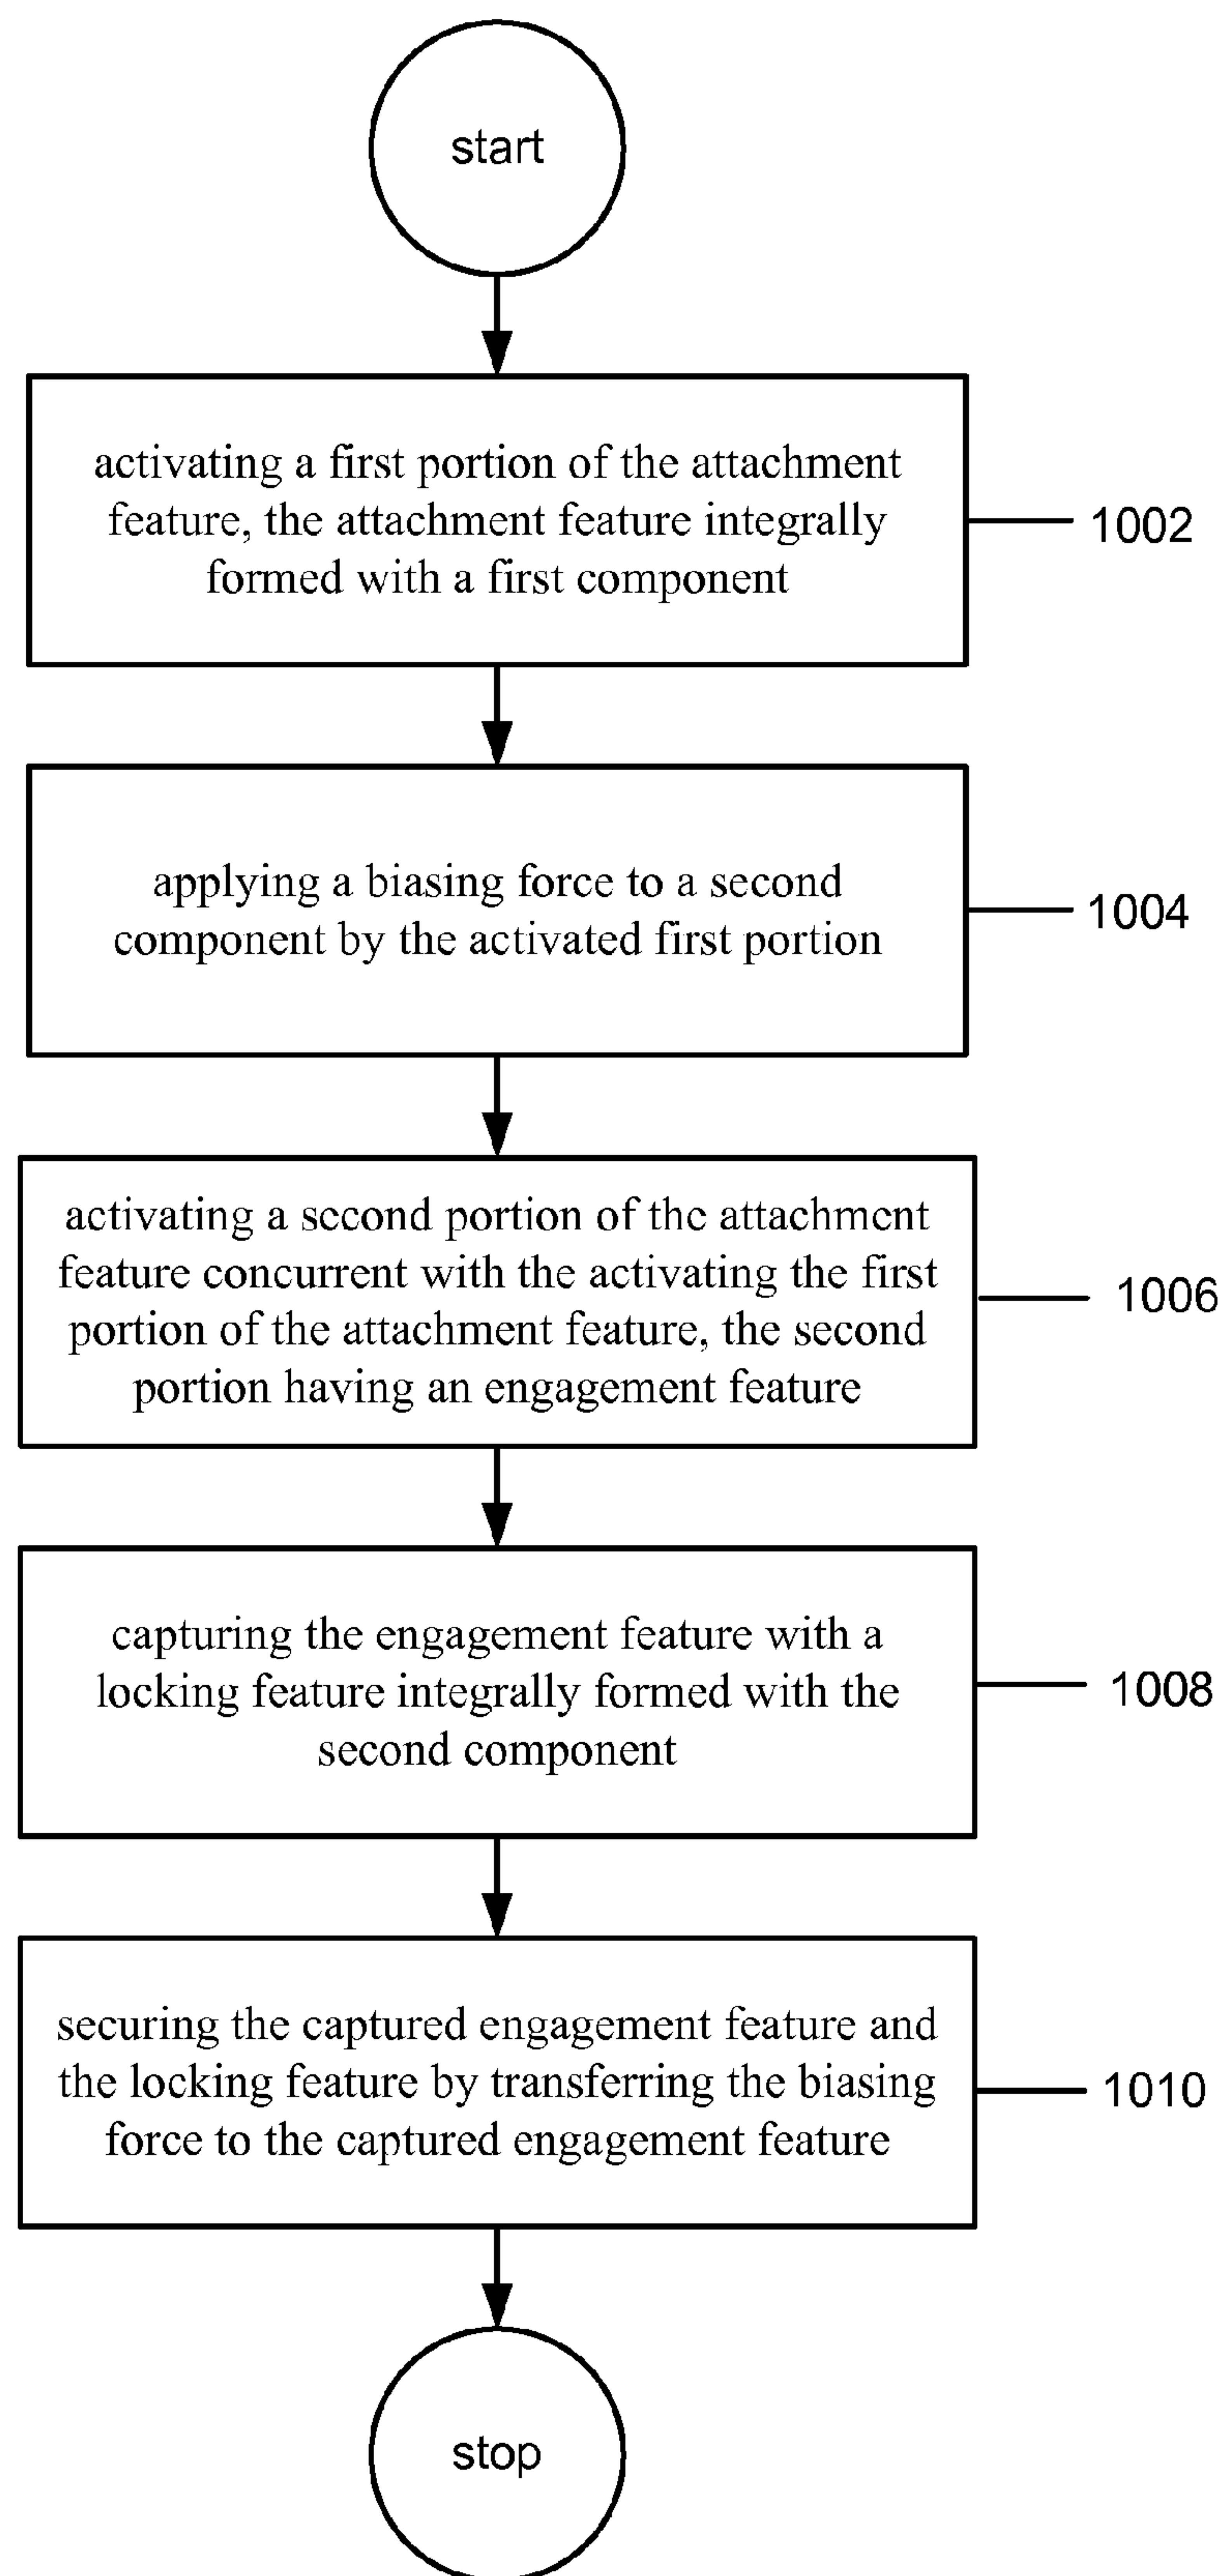 start
activating a first portion of the attachment
feature, the attachment feature integrally
formed with a first component
1002
applying a biasing force to a second
component by the activated first portion
1004
activating a second portion of the attachment
feature concurrent with the activating the first
portion of the attachment feature, the second
portion having an engagement feature
1006
capturing the engagement feature with a
locking feature integrally formed with the
second component
1008
securing the captured engagement feature and
the locking feature by transferring the biasing
force to the captured engagement feature
1010
stop